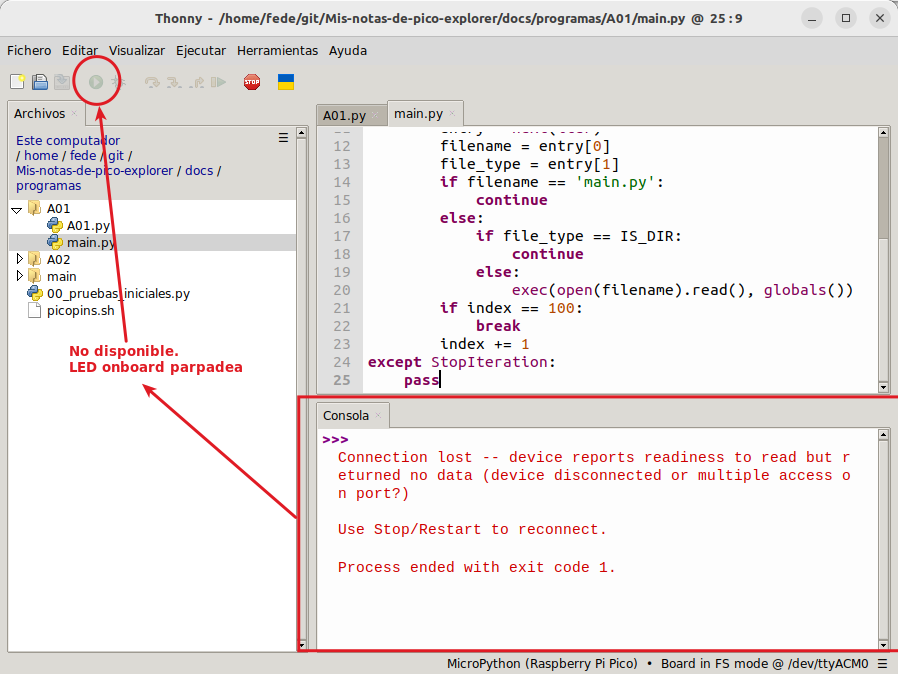 Thonny - /home/fede/git/Mis-notas-de-pico-explorer/docs/programas/A01/main.py @ 25:9
Fichero Editar Visualizar Ejecutar Herramientas Ayuda
STOP
Archivos
Este computador
/ home / fede / git /
Mis-notas-de-pico-explorer / docs /
programas
A01
A01.py
main.py
A02
main
00_pruebas_iniciales.py
picopins.sh
No disponible.
LED onboard parpadea
A01.py main.py
12 filename = entry[0]
13 file_type = entry[1]
14 if filename == 'main.py':
15 continue
16 else:
17 if file_type == IS_DIR:
18 continue
19 else:
20 exec(open(filename).read(), globals())
21 if index == 100:
22 break
23 index += 1
24 except StopIteration:
25 pass
Consola
>>>
Connection lost -- device reports readiness to read but r
eturned no data (device disconnected or multiple access o
n port?)
Use Stop/Restart to reconnect.
Process ended with exit code 1.
MicroPython (Raspberry Pi Pico) • Board in FS mode @ /dev/ttyACM0